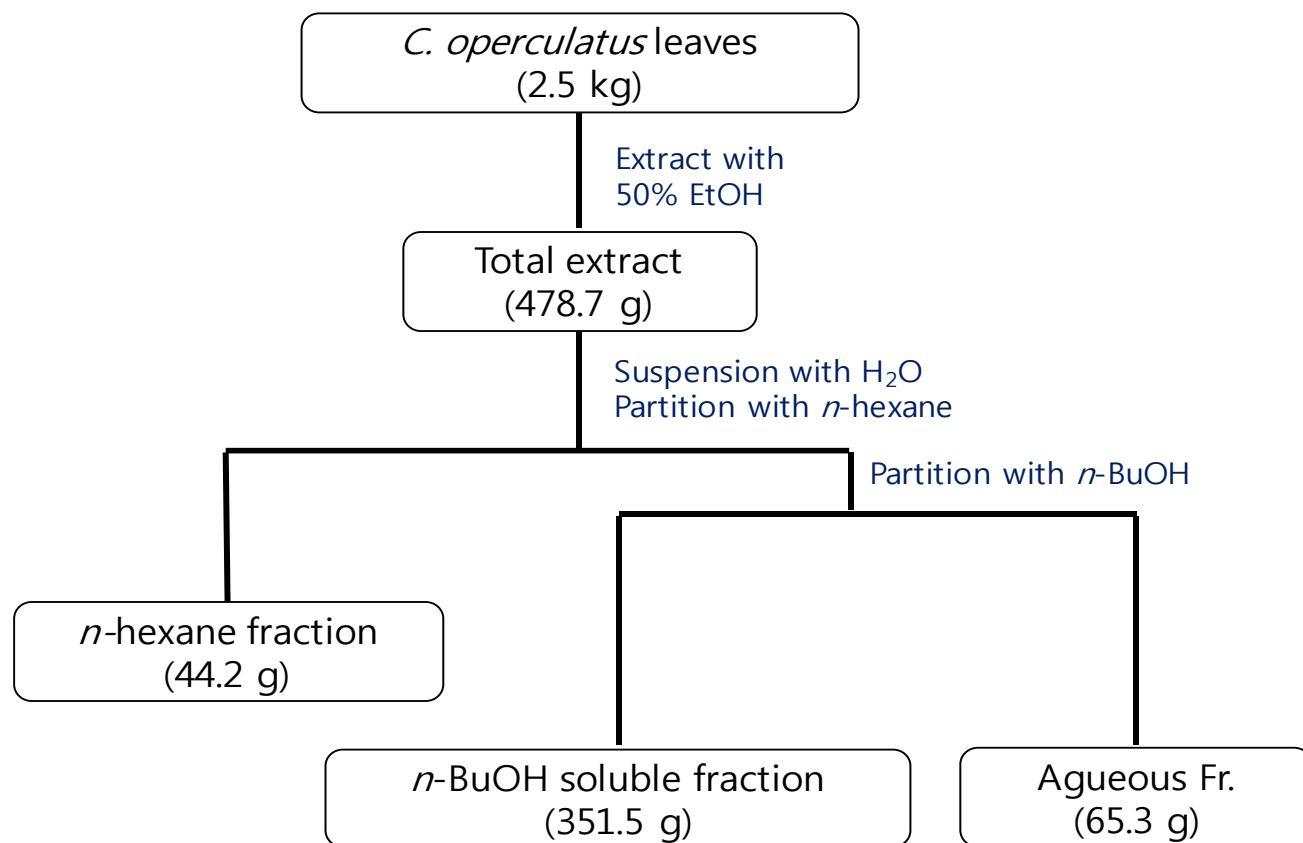 C. operculatus leaves
(2.5 kg)
Extract with
50% EtOH
Total extract
(478.7 g)
Suspension with H₂O
Partition with n-hexane
Partition with n-BuOH
n-hexane fraction
(44.2 g)
n-BuOH soluble fraction
(351.5 g)
Agueous Fr.
(65.3 g)